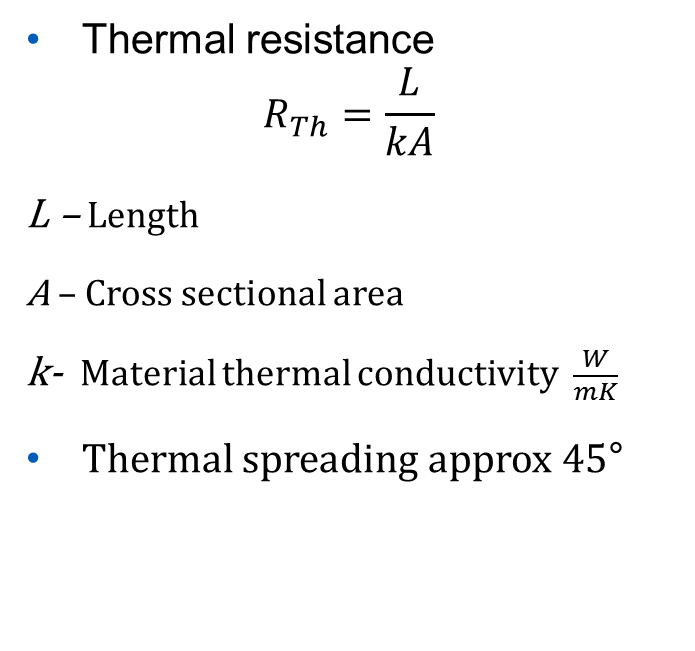 • Thermal resistance
R_Th = L/kA
L – Length
A – Cross sectional area
k- Material thermal conductivity W/mK
• Thermal spreading approx 45°